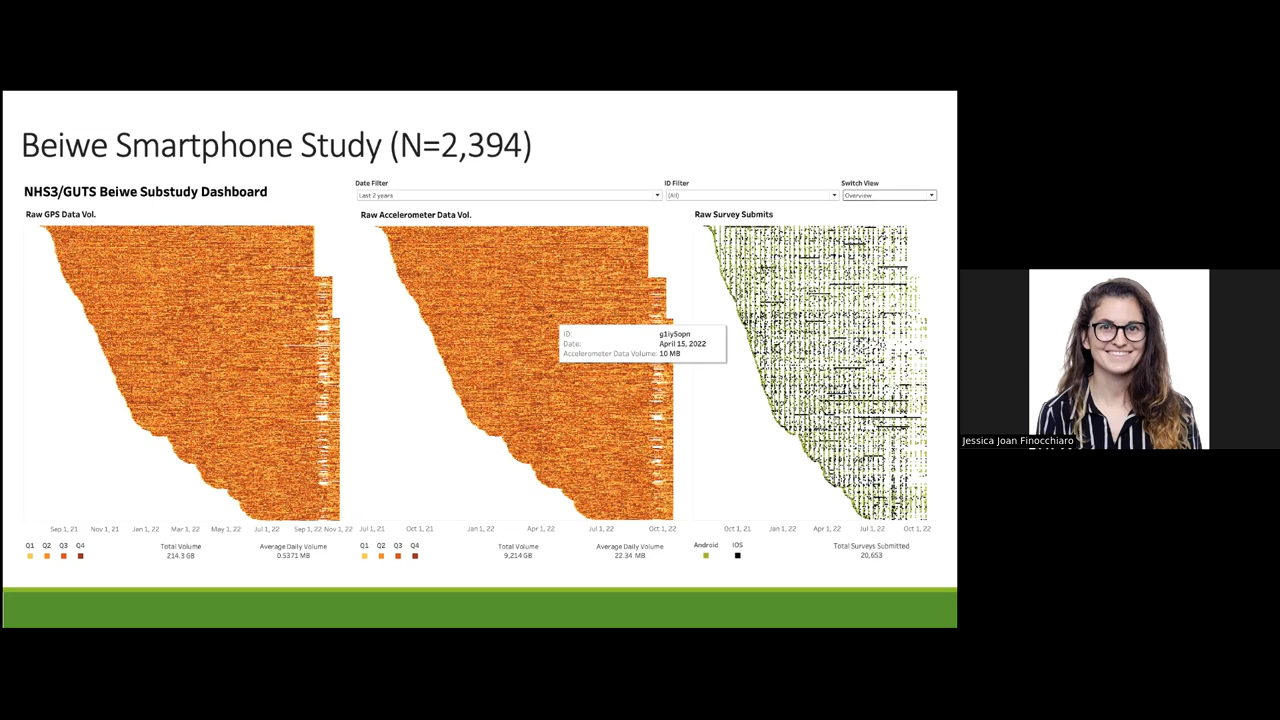 Beiwe Smartphone Study (N=2,394)
NHS3/GUTS Beiwe Substudy Dashboard
Date Filter
Last 2 years
ID Filter
(All)
Switch View
Overview
Raw GPS Data Vol.
Raw Accelerometer Data Vol.
Raw Survey Submits
ID: g1iy5opn
Date: April 15, 2022
Accelerometer Data Volume: 10 MB
Sep 1, 21 Nov 1, 21 Jan 1, 22 Mar 1, 22 May 1, 22 Jul 1, 22 Sep 1, 22 Nov 1, 22
Jul 1, 21 Oct 1, 21 Jan 1, 22 Apr 1, 22 Jul 1, 22 Oct 1, 22
Oct 1, 21 Jan 1, 22 Apr 1, 22 Jul 1, 22 Oct 1, 22
Q1 Q2 Q3 Q4
Total Volume
214.3 GB
Average Daily Volume
0.5371 MB
Q1 Q2 Q3 Q4
Total Volume
9,214 GB
Average Daily Volume
22.34 MB
Android IOS
Total Surveys Submitted
20,653
Jessica Joan Finocchiaro